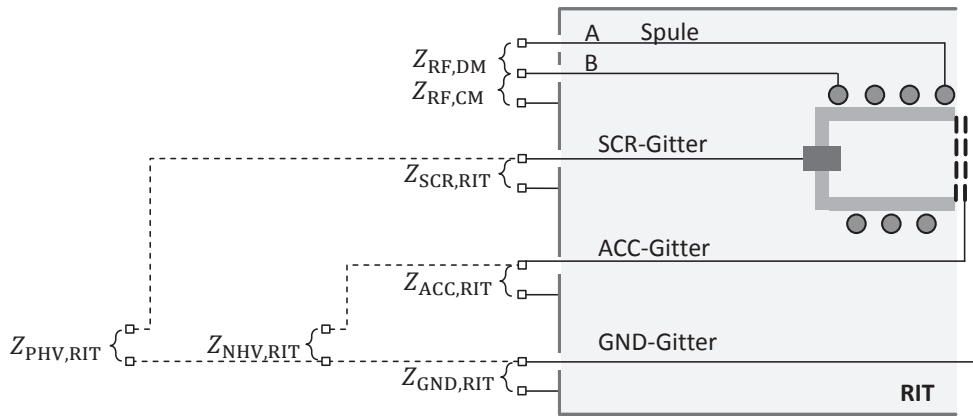 A Spule
Z_RF,DM
B
Z_RF,CM
SCR-Gitter
Z_SCR,RIT
ACC-Gitter
Z_ACC,RIT
Z_PHV,RIT Z_NHV,RIT
GND-Gitter
Z_GND,RIT
RIT